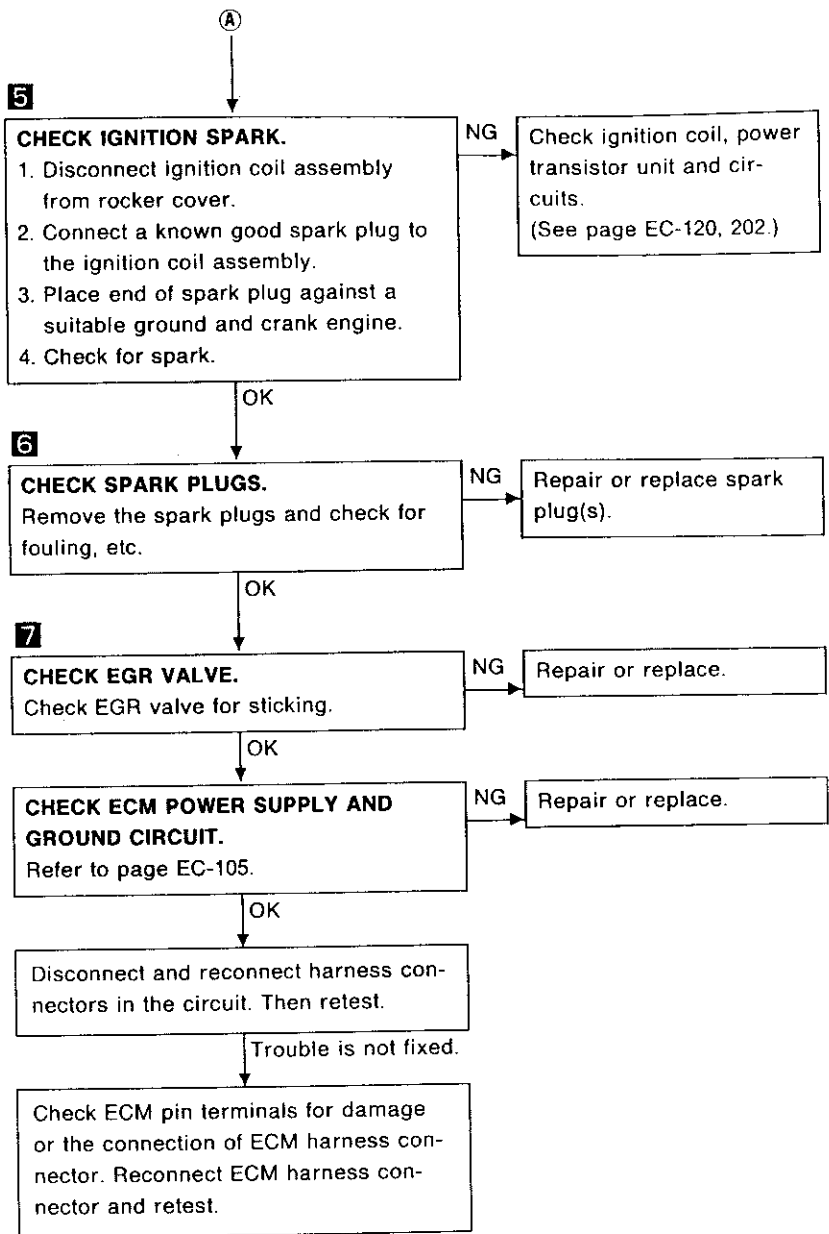 A
5
CHECK IGNITION SPARK.
1. Disconnect ignition coil assembly
from rocker cover.
2. Connect a known good spark plug to
the ignition coil assembly.
3. Place end of spark plug against a
suitable ground and crank engine.
4. Check for spark.
NG
Check ignition coil, power
transistor unit and cir-
cuits.
(See page EC-120, 202.)
OK
6
CHECK SPARK PLUGS.
Remove the spark plugs and check for
fouling, etc.
NG
Repair or replace spark
plug(s).
OK
7
CHECK EGR VALVE.
Check EGR valve for sticking.
NG
Repair or replace.
OK
CHECK ECM POWER SUPPLY AND
GROUND CIRCUIT.
Refer to page EC-105.
NG
Repair or replace.
OK
Disconnect and reconnect harness con-
nectors in the circuit. Then retest.
Trouble is not fixed.
Check ECM pin terminals for damage
or the connection of ECM harness con-
nector. Reconnect ECM harness con-
nector and retest.